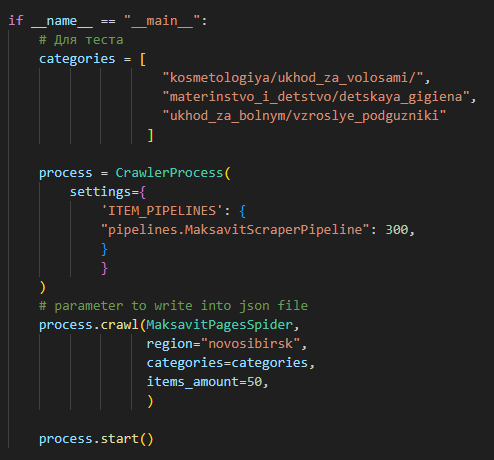 if __name__ == "__main__":
    # Для теста
    categories = [
                    "kosmetologiya/ukhod_za_volosami/",
                    "materinstvo_i_detstvo/detskaya_gigiena",
                    "ukhod_za_bolnym/vzroslye_podguzniki"
                  ]

    process = CrawlerProcess(
        settings={
            'ITEM_PIPELINES': {
            "pipelines.MaksavitScraperPipeline": 300,
            }
            }
    )
    # parameter to write into json file
    process.crawl(MaksavitPagesSpider,
                  region="novosibirsk",
                  categories=categories,
                  items_amount=50,
                  )

    process.start()